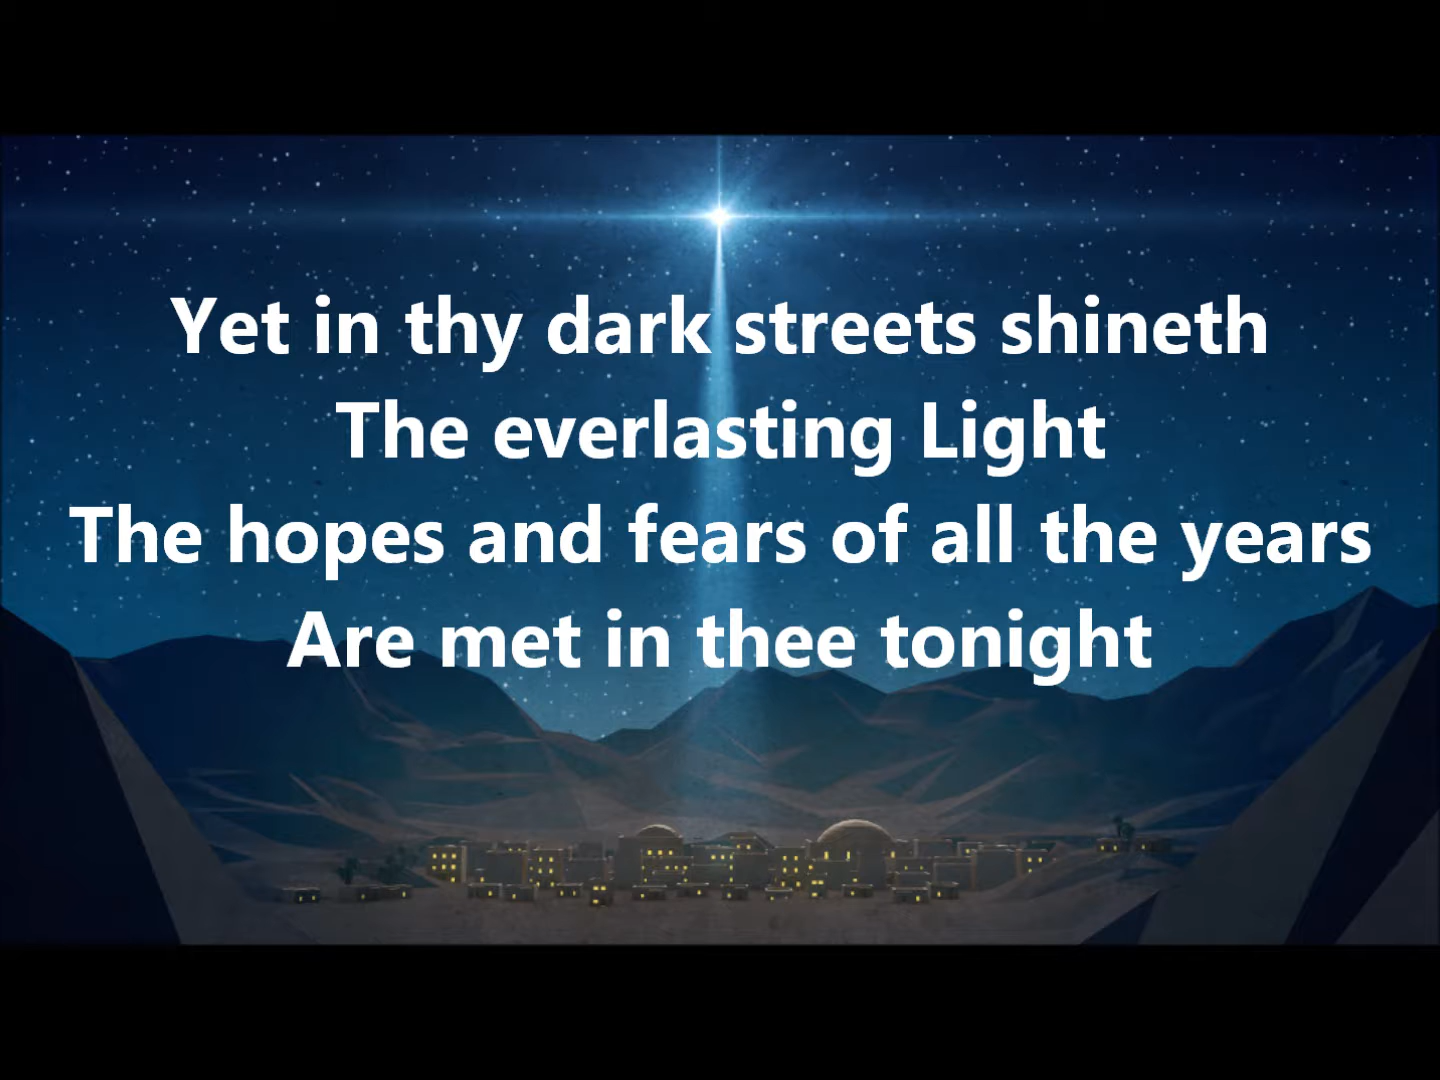 Yet in thy dark streets shineth
The everlasting Light
The hopes and fears of all the years
Are met in thee tonight